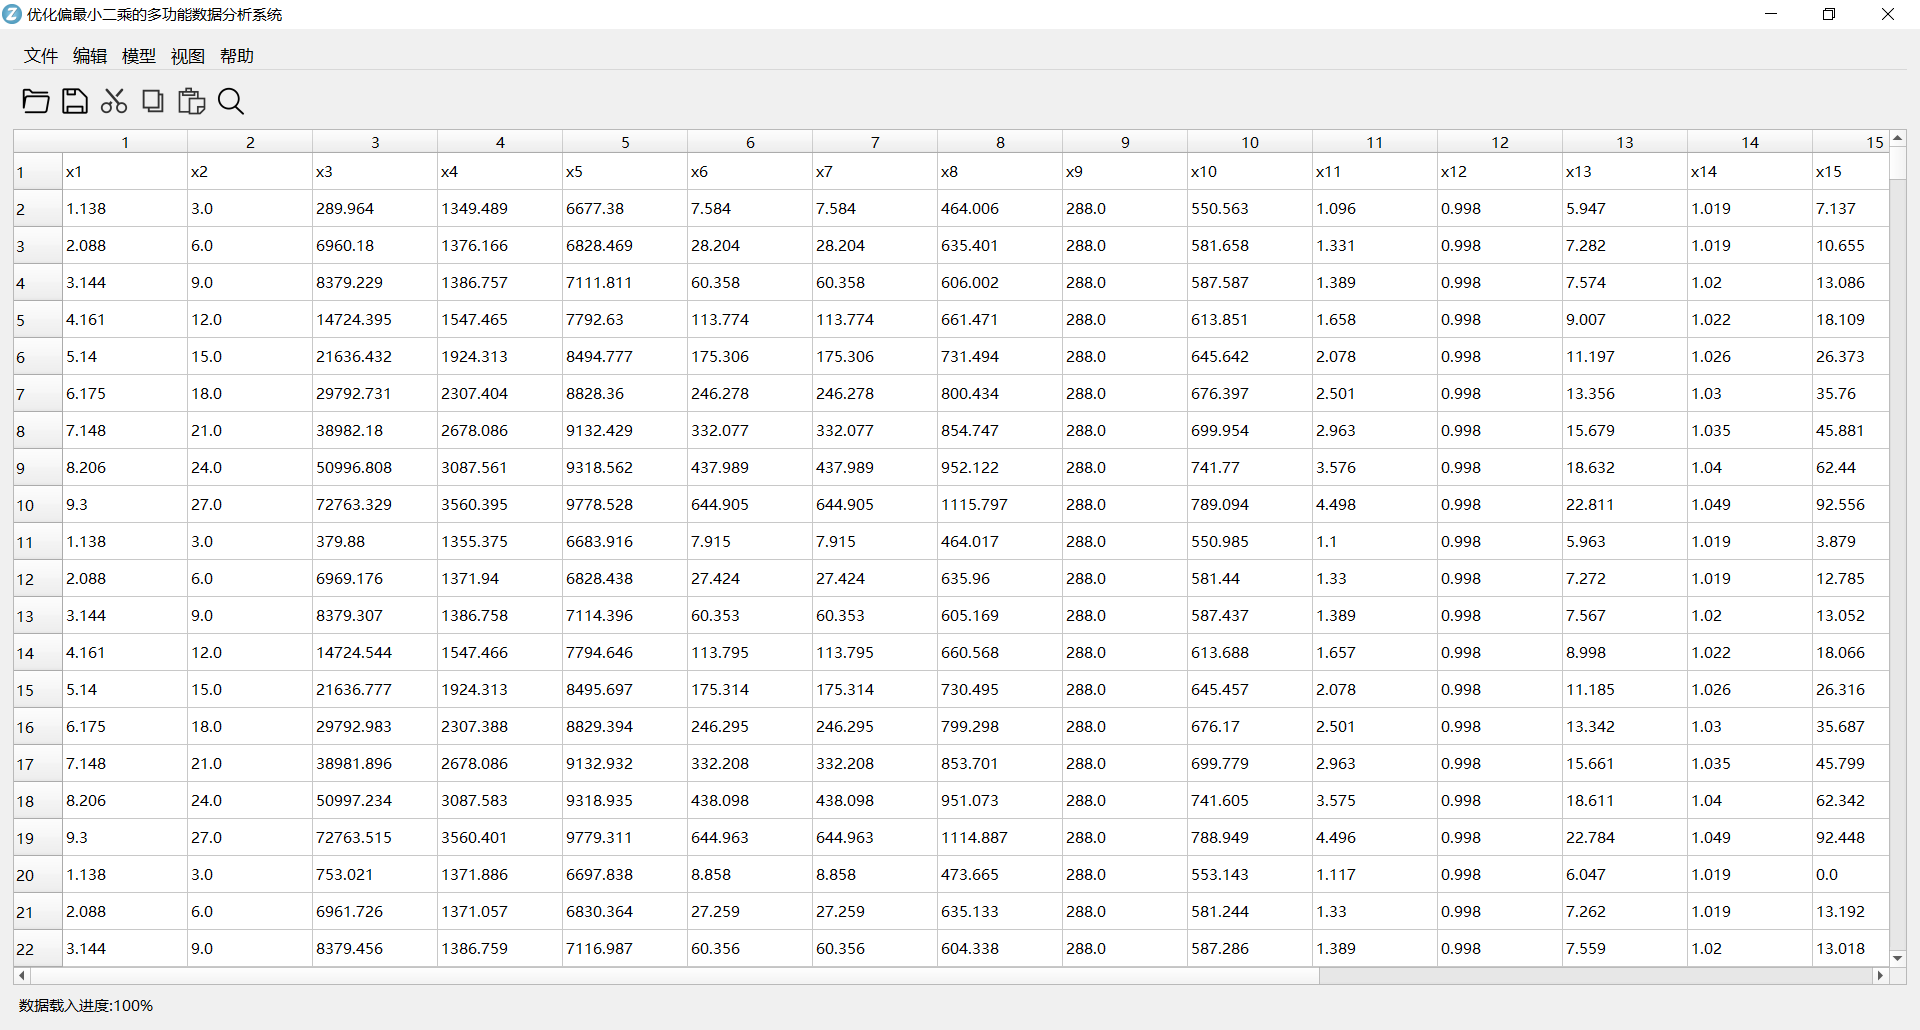 优化偏最小二乘的多功能数据分析系统
文件 编辑 模型 视图 帮助
1 2 3 4 5 6 7 8 9 10 11 12 13 14 15
1 x1 x2 x3 x4 x5 x6 x7 x8 x9 x10 x11 x12 x13 x14 x15
2 1.138 3.0 289.964 1349.489 6677.38 7.584 7.584 464.006 288.0 550.563 1.096 0.998 5.947 1.019 7.137
3 2.088 6.0 6960.18 1376.166 6828.469 28.204 28.204 635.401 288.0 581.658 1.331 0.998 7.282 1.019 10.655
4 3.144 9.0 8379.229 1386.757 7111.811 60.358 60.358 606.002 288.0 587.587 1.389 0.998 7.574 1.02 13.086
5 4.161 12.0 14724.395 1547.465 7792.63 113.774 113.774 661.471 288.0 613.851 1.658 0.998 9.007 1.022 18.109
6 5.14 15.0 21636.432 1924.313 8494.777 175.306 175.306 731.494 288.0 645.642 2.078 0.998 11.197 1.026 26.373
7 6.175 18.0 29792.731 2307.404 8828.36 246.278 246.278 800.434 288.0 676.397 2.501 0.998 13.356 1.03 35.76
8 7.148 21.0 38982.18 2678.086 9132.429 332.077 332.077 854.747 288.0 699.954 2.963 0.998 15.679 1.035 45.881
9 8.206 24.0 50996.808 3087.561 9318.562 437.989 437.989 952.122 288.0 741.77 3.576 0.998 18.632 1.04 62.44
10 9.3 27.0 72763.329 3560.395 9778.528 644.905 644.905 1115.797 288.0 789.094 4.498 0.998 22.811 1.049 92.556
11 1.138 3.0 379.88 1355.375 6683.916 7.915 7.915 464.017 288.0 550.985 1.1 0.998 5.963 1.019 3.879
12 2.088 6.0 6969.176 1371.94 6828.438 27.424 27.424 635.96 288.0 581.44 1.33 0.998 7.272 1.019 12.785
13 3.144 9.0 8379.307 1386.758 7114.396 60.353 60.353 605.169 288.0 587.437 1.389 0.998 7.567 1.02 13.052
14 4.161 12.0 14724.544 1547.466 7794.646 113.795 113.795 660.568 288.0 613.688 1.657 0.998 8.998 1.022 18.066
15 5.14 15.0 21636.777 1924.313 8495.697 175.314 175.314 730.495 288.0 645.457 2.078 0.998 11.185 1.026 26.316
16 6.175 18.0 29792.983 2307.388 8829.394 246.295 246.295 799.298 288.0 676.17 2.501 0.998 13.342 1.03 35.687
17 7.148 21.0 38981.896 2678.086 9132.932 332.208 332.208 853.701 288.0 699.779 2.963 0.998 15.661 1.035 45.799
18 8.206 24.0 50997.234 3087.583 9318.935 438.098 438.098 951.073 288.0 741.605 3.575 0.998 18.611 1.04 62.342
19 9.3 27.0 72763.515 3560.401 9779.311 644.963 644.963 1114.887 288.0 788.949 4.496 0.998 22.784 1.049 92.448
20 1.138 3.0 753.021 1371.886 6697.838 8.858 8.858 473.665 288.0 553.143 1.117 0.998 6.047 1.019 0.0
21 2.088 6.0 6961.726 1371.057 6830.364 27.259 27.259 635.133 288.0 581.244 1.33 0.998 7.262 1.019 13.192
22 3.144 9.0 8379.456 1386.759 7116.987 60.356 60.356 604.338 288.0 587.286 1.389 0.998 7.559 1.02 13.018
数据载入进度:100%